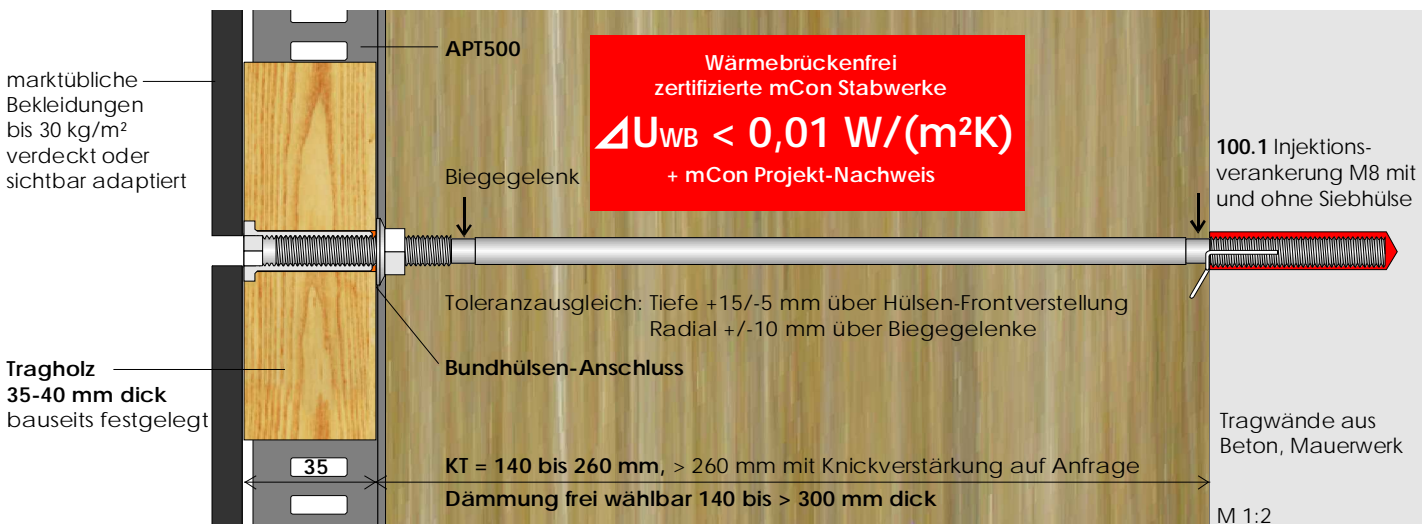 marktübliche
Bekleidungen
bis 30 kg/m²
verdeckt oder
sichtbar adaptiert
APT500
Wärmebrückenfrei
zertifizierte mCon Stabwerke
⊿UWB < 0,01 W/(m²K)
+ mCon Projekt-Nachweis
Biegegelenk
100.1 Injektions-
verankerung M8 mit
und ohne Siebhülse
Toleranzausgleich: Tiefe +15/-5 mm über Hülsen-Frontverstellung
Radial +/-10 mm über Biegegelenke
Bundhülsen-Anschluss
Tragholz
35-40 mm dick
bauseits festgelegt
Tragwände aus
Beton, Mauerwerk
35
KT = 140 bis 260 mm, > 260 mm mit Knickverstärkung auf Anfrage
Dämmung frei wählbar 140 bis > 300 mm dick
M 1:2